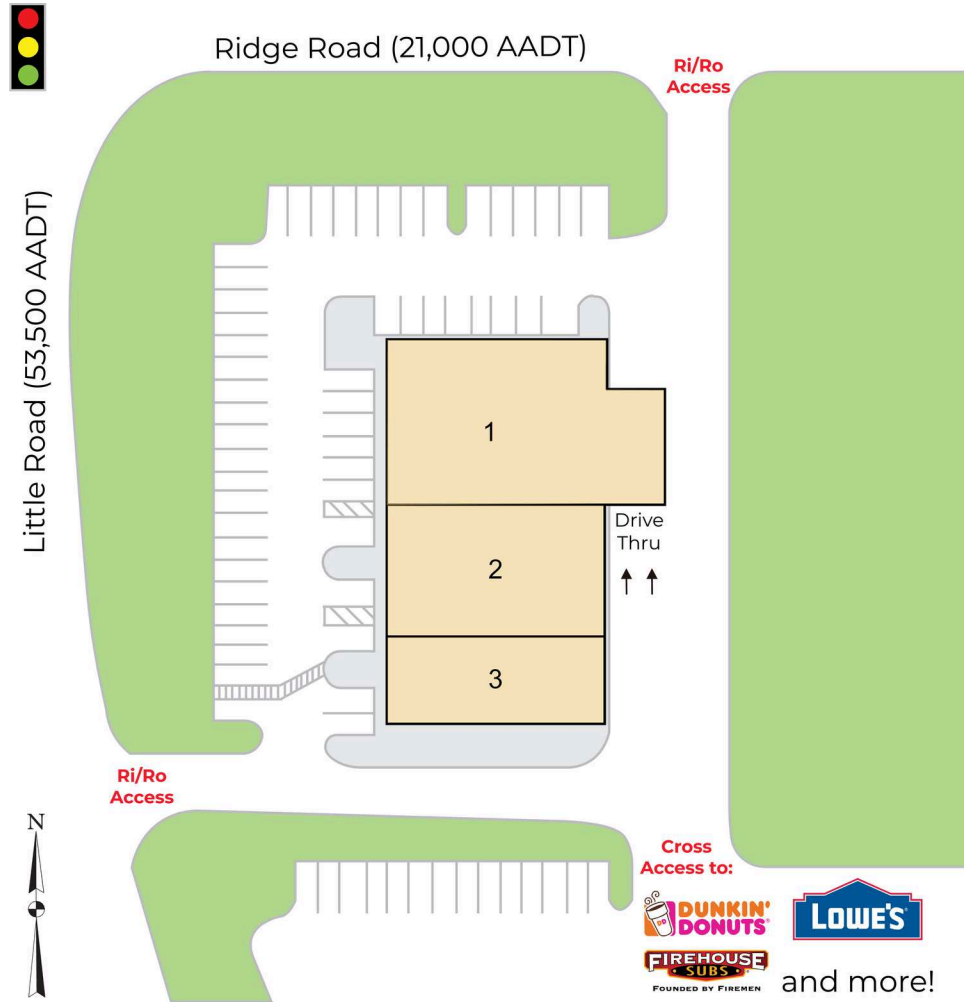 Ridge Road (21,000 AADT)
Ri/Ro
Access
Little Road (53,500 AADT)
1
Drive
Thru
2
3
Ri/Ro
Access
N
Cross
Access to:
DUNKIN'
DONUTS
DD
LOWE'S
FIREHOUSE
SUBS
FOUNDED BY FIREMEN
and more!